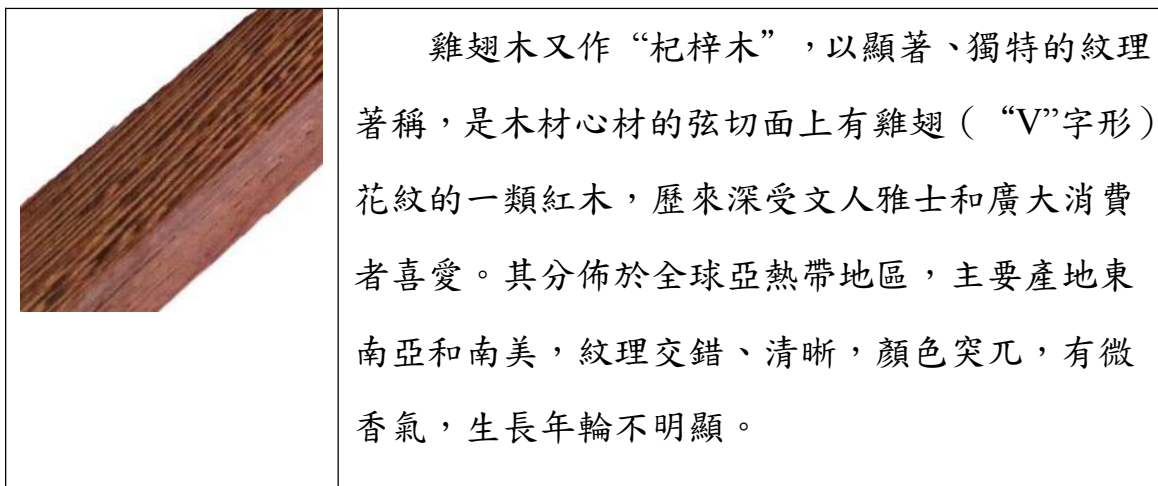 雞翅木又作“杞梓木”，以顯著、獨特的紋理
著稱，是木材心材的弦切面上有雞翅（“V”字形）
花紋的一類紅木，歷來深受文人雅士和廣大消費
者喜愛。其分佈於全球亞熱帶地區，主要產地東
南亞和南美，紋理交錯、清晰，顏色突兀，有微
香氣，生長年輪不明顯。